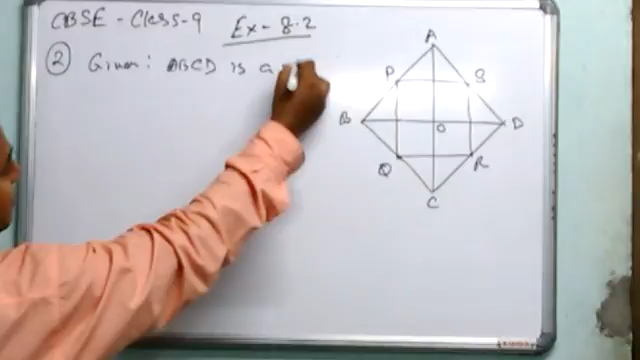 CBSE - Class-9
Ex - 8.2
② Given: ABCD is a
A
P
S
B
O
D
Q
R
C